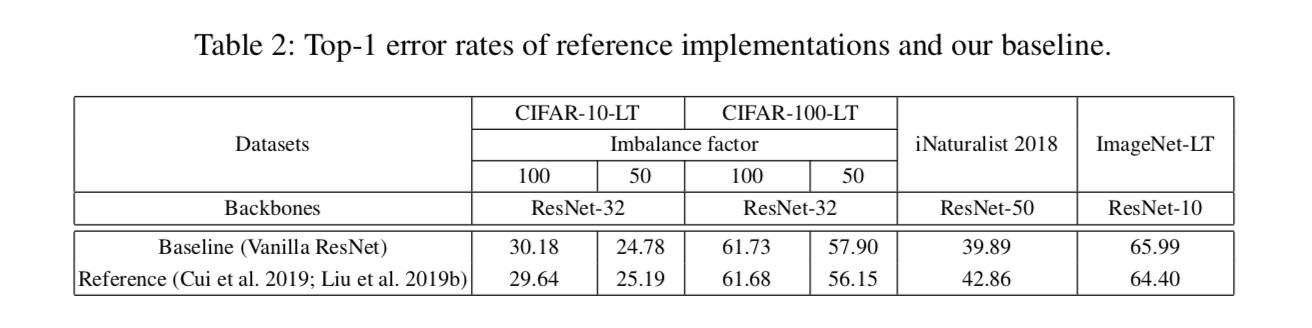 Table 2: Top-1 error rates of reference implementations and our baseline.
Datasets CIFAR-10-LT CIFAR-100-LT iNaturalist 2018 ImageNet-LT
Imbalance factor
100 50 100 50
Backbones ResNet-32 ResNet-32 ResNet-50 ResNet-10
Baseline (Vanilla ResNet) 30.18 24.78 61.73 57.90 39.89 65.99
Reference (Cui et al. 2019; Liu et al. 2019b) 29.64 25.19 61.68 56.15 42.86 64.40